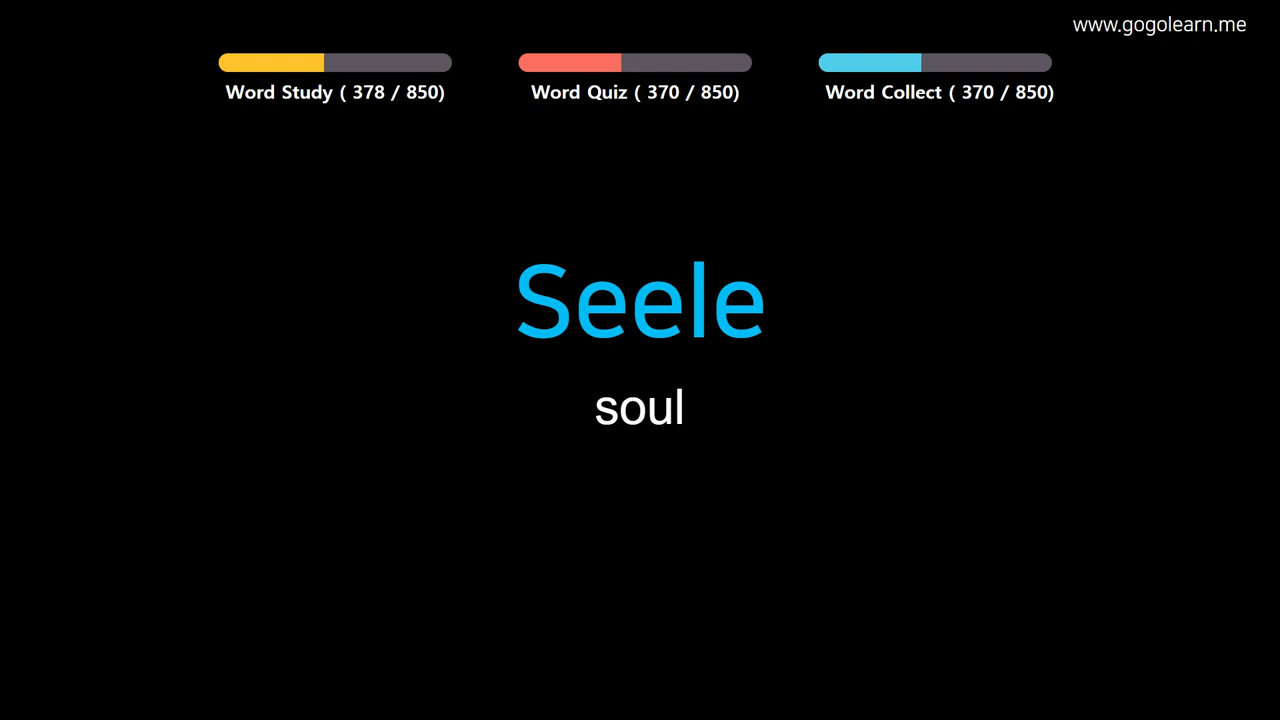 www.gogolearn.me
Word Study ( 378 / 850)
Word Quiz ( 370 / 850)
Word Collect ( 370 / 850)
Seele
soul